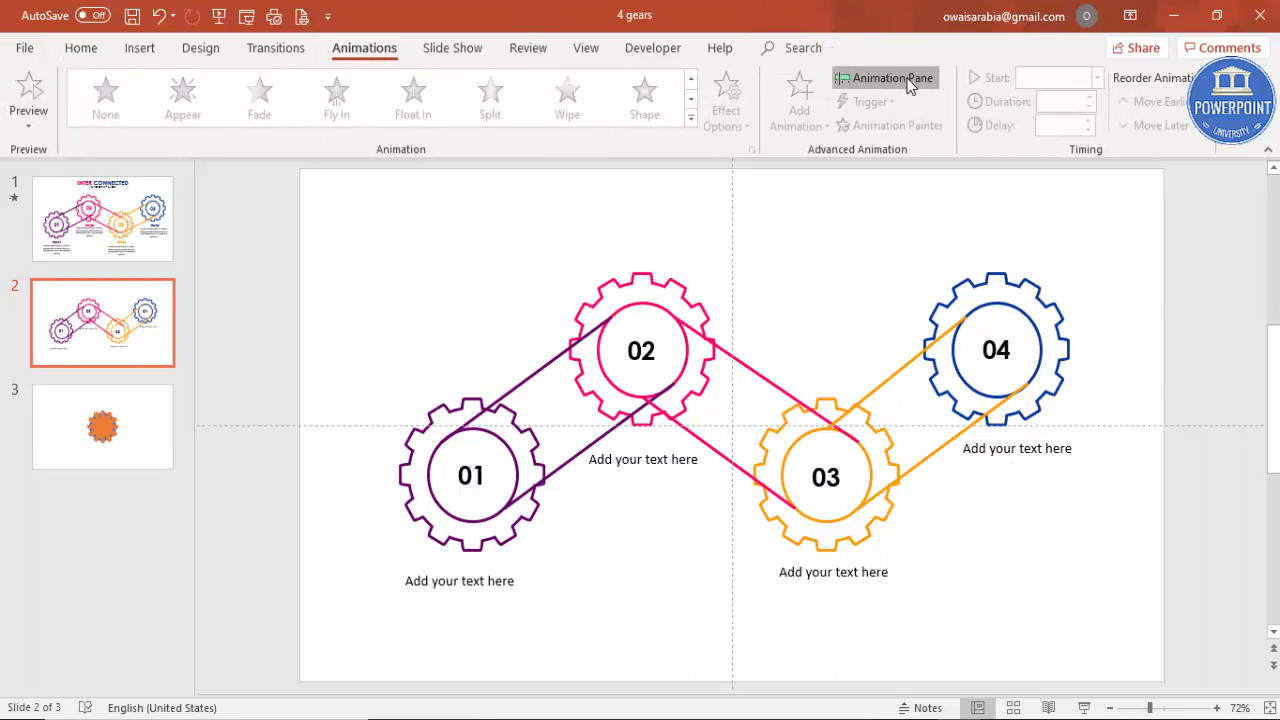 AutoSave Off 4 gears owaisarabia@gmail.com O
File Home Insert Design Transitions Animations Slide Show Review View Developer Help Search Share Comments
Preview None Appear Fade Fly In Float In Split Wipe Shape Effect Options Add Animation Animation Pane Trigger Animation Painter Start: Duration: Delay: Reorder Animati Move Earli Move Later
Preview Animation Advanced Animation Timing
POWERPOINT
UNIVERSITY
1
INTER CONNECTED
2
3
02
04
01
03
Add your text here
Add your text here
Add your text here
Add your text here
Slide 2 of 3 English (United States) Notes 72%